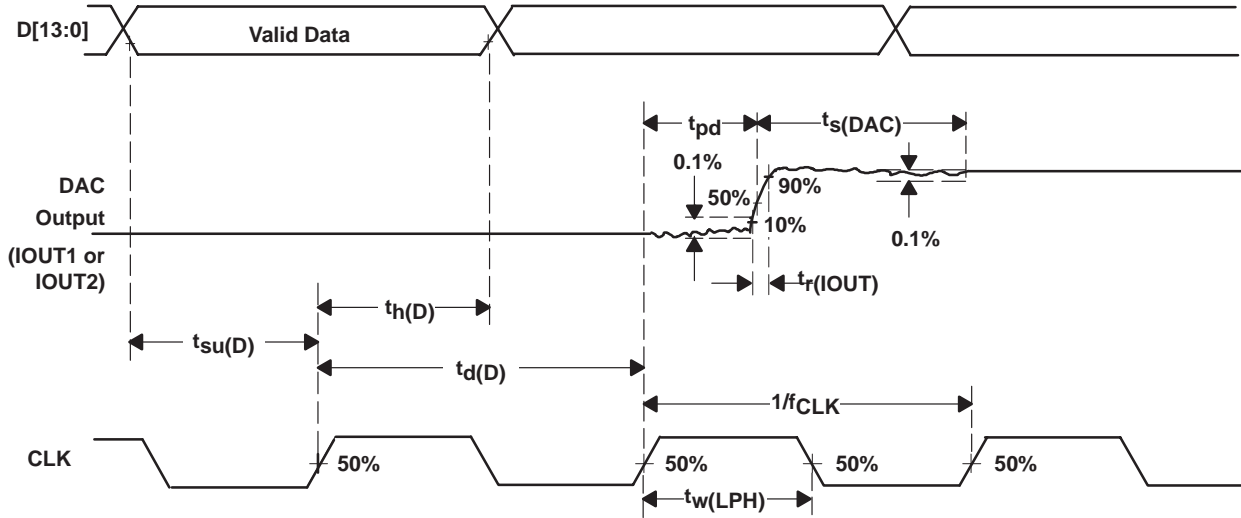 D[13:0]
Valid Data
tpd
ts(DAC)
0.1%
DAC
Output
(IOUT1 or
IOUT2)
50%
90%
10%
0.1%
tr(IOUT)
th(D)
tsu(D)
td(D)
1/fCLK
CLK
50%
50%
50%
50%
tw(LPH)